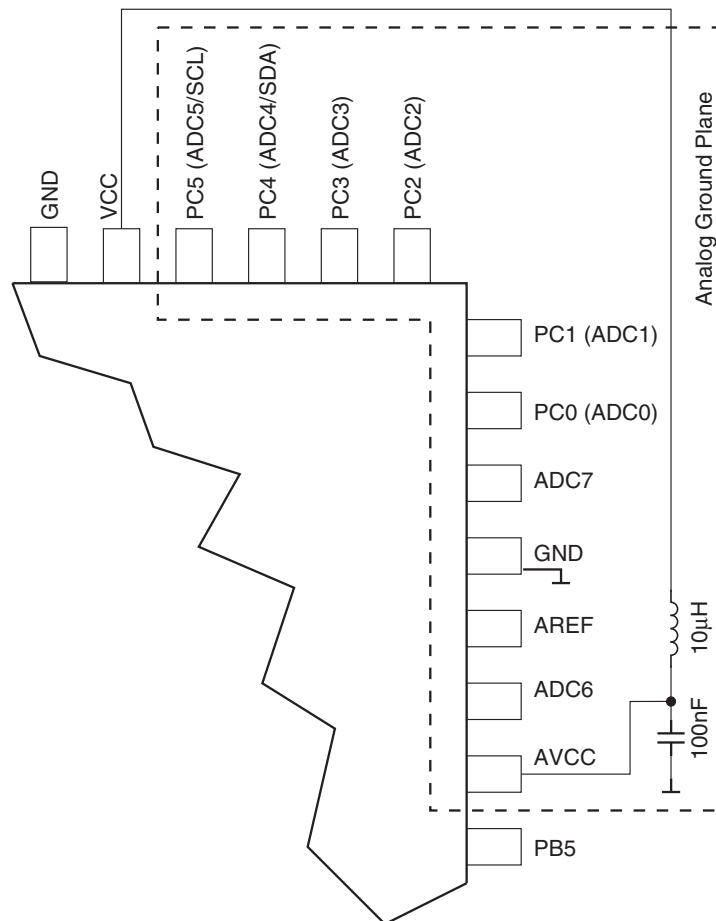 GND
VCC
PC5 (ADC5/SCL)
PC4 (ADC4/SDA)
PC3 (ADC3)
PC2 (ADC2)
Analog Ground Plane
PC1 (ADC1)
PC0 (ADC0)
ADC7
GND
AREF
ADC6
AVCC
PB5
10μH
100nF